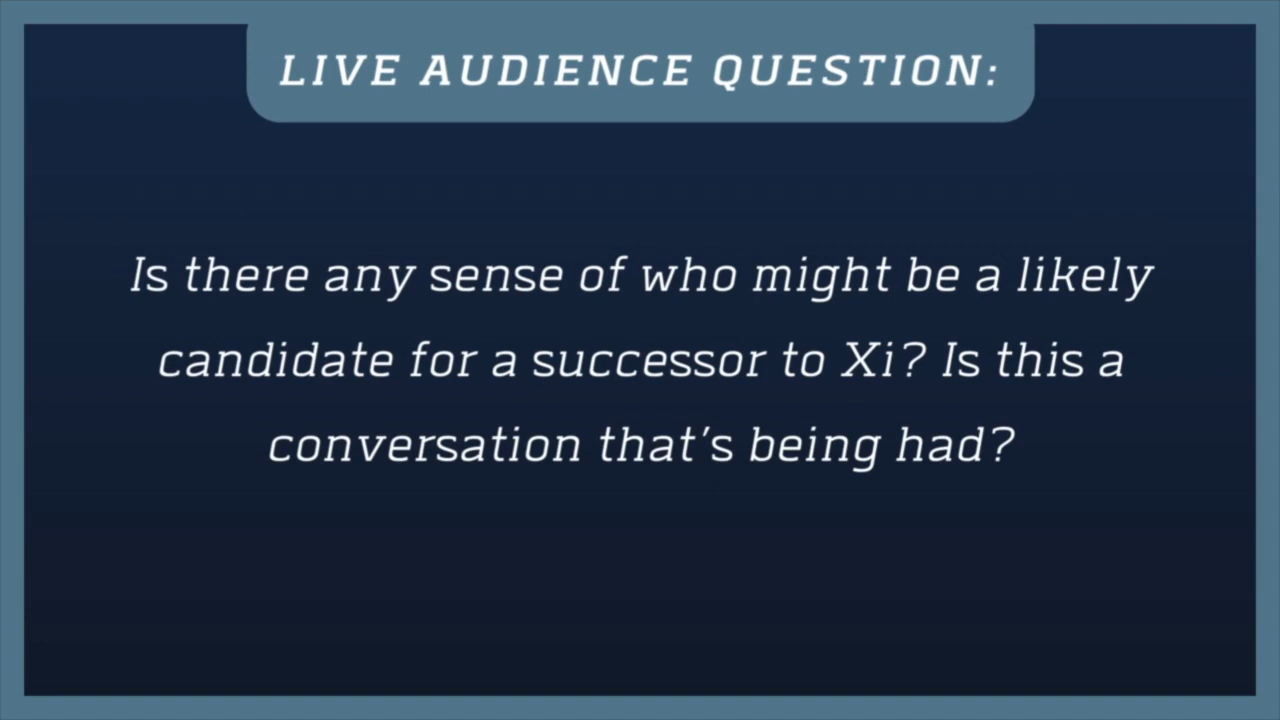 LIVE AUDIENCE QUESTION:
Is there any sense of who might be a likely
candidate for a successor to Xi? Is this a
conversation that's being had?